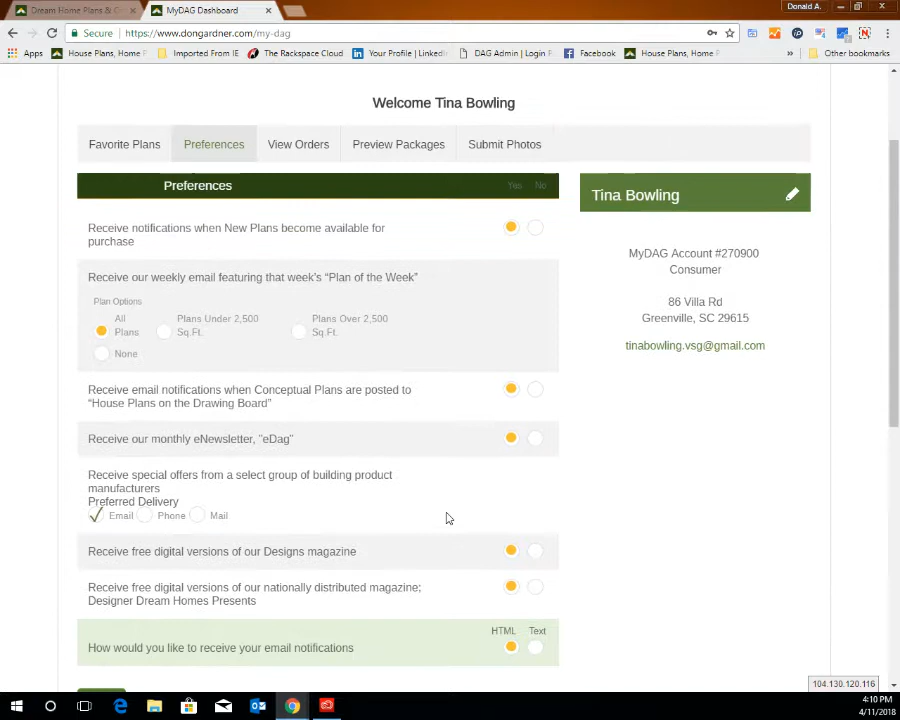 Donald A.
Dream Home Plans & C
MyDAG Dashboard
Secure
https://www.dongardner.com/my-dag
Apps
House Plans, Home F
Imported From IE
The Rackspace Cloud
Your Profile | LinkedIn
DAG Admin | Login F
Facebook
House Plans, Home F
»
Other bookmarks
Welcome Tina Bowling
Favorite Plans
Preferences
View Orders
Preview Packages
Submit Photos
Preferences
Yes
No
Receive notifications when New Plans become available for
purchase
Receive our weekly email featuring that week's “Plan of the Week”
Plan Options
All
Plans
Plans Under 2,500
Sq.Ft.
Plans Over 2,500
Sq.Ft.
None
Receive email notifications when Conceptual Plans are posted to
“House Plans on the Drawing Board”
Receive our monthly eNewsletter, "eDag"
Receive special offers from a select group of building product
manufacturers
Preferred Delivery
Email
Phone
Mail
Receive free digital versions of our Designs magazine
Receive free digital versions of our nationally distributed magazine;
Designer Dream Homes Presents
HTML
Text
How would you like to receive your email notifications
Tina Bowling
MyDAG Account #270900
Consumer
86 Villa Rd
Greenville, SC 29615
tinabowling.vsg@gmail.com
104.130.120.116
4:10 PM
4/11/2018